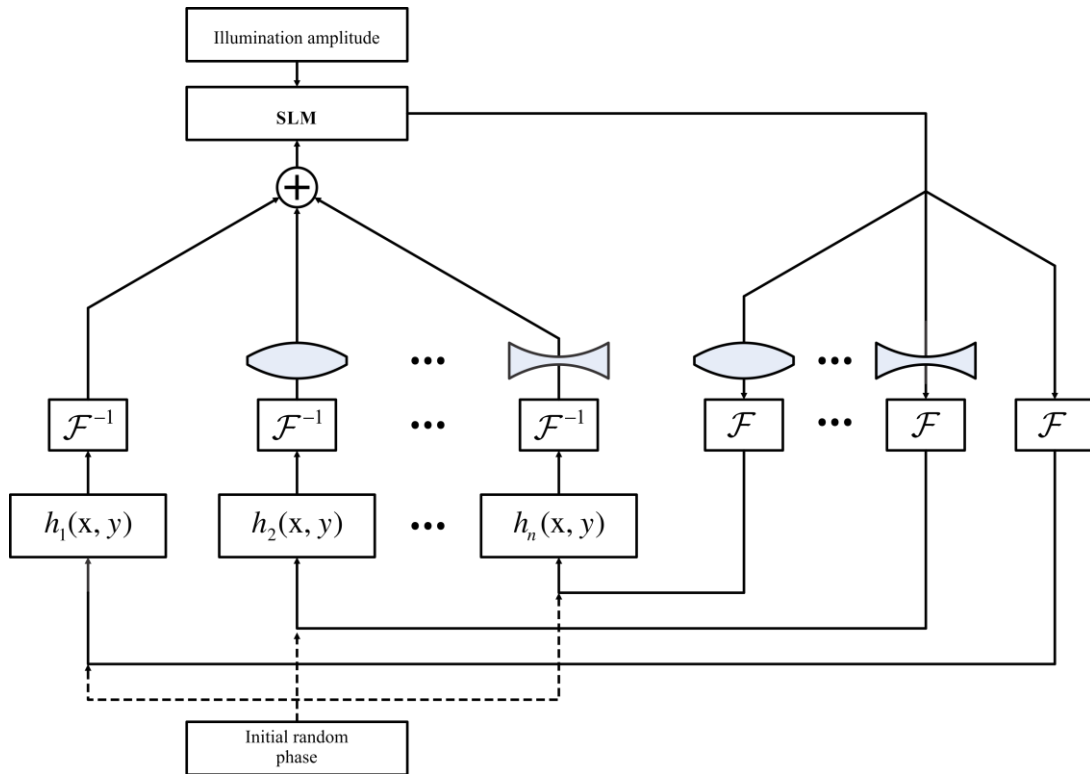 Illumination amplitude
SLM
+
ℱ⁻¹ ℱ⁻¹ ••• ℱ⁻¹ ℱ ••• ℱ ℱ
•••
•••
h₁(x, y) h₂(x, y) ••• hₙ(x, y)
Initial random
phase